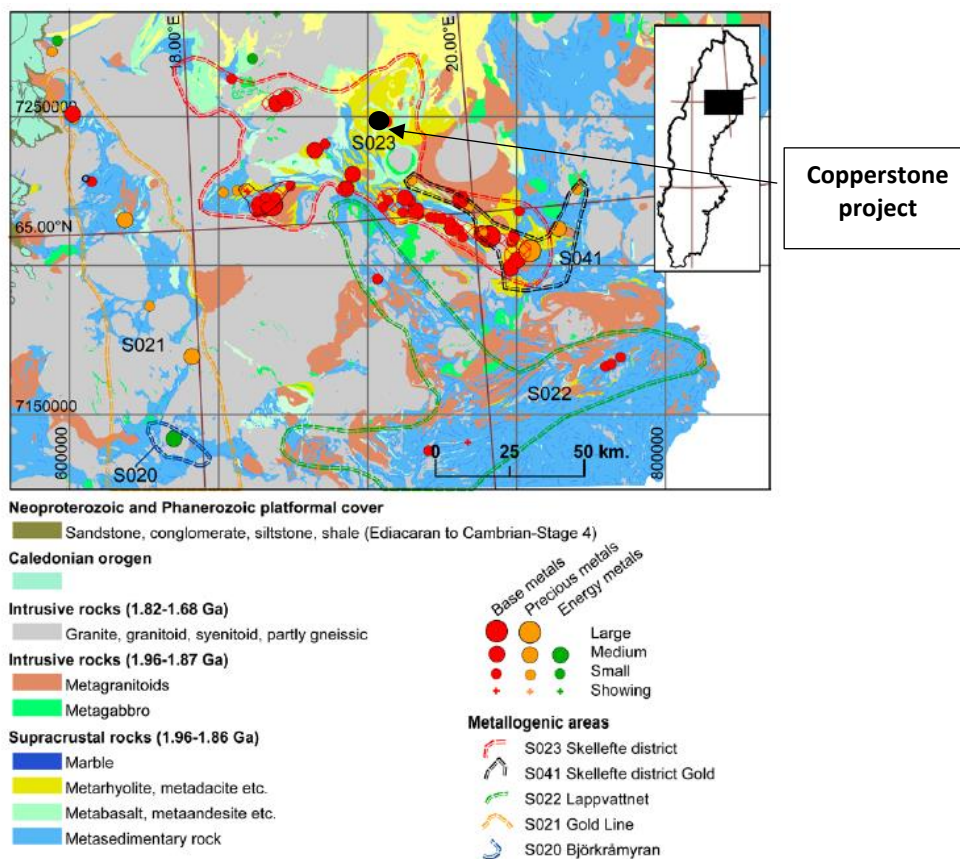 18.00°E
20.00°E
7250000
S023
Copperstone
project
65.00°N
S041
S021
S022
7150000
S020
600000
800000
0 25 50 km.
Neoproterozoic and Phanerozoic platformal cover
Sandstone, conglomerate, siltstone, shale (Ediacaran to Cambrian-Stage 4)
Caledonian orogen
Intrusive rocks (1.82-1.68 Ga)
Granite, granitoid, syenitoid, partly gneissic
Intrusive rocks (1.96-1.87 Ga)
Metagranitoids
Metagabbro
Supracrustal rocks (1.96-1.86 Ga)
Marble
Metarhyolite, metadacite etc.
Metabasalt, metaandesite etc.
Metasedimentary rock
Base metals
Precious metals
Energy metals
Large
Medium
Small
Showing
Metallogenic areas
S023 Skellefte district
S041 Skellefte district Gold
S022 Lappvattnet
S021 Gold Line
S020 Björkråmyran